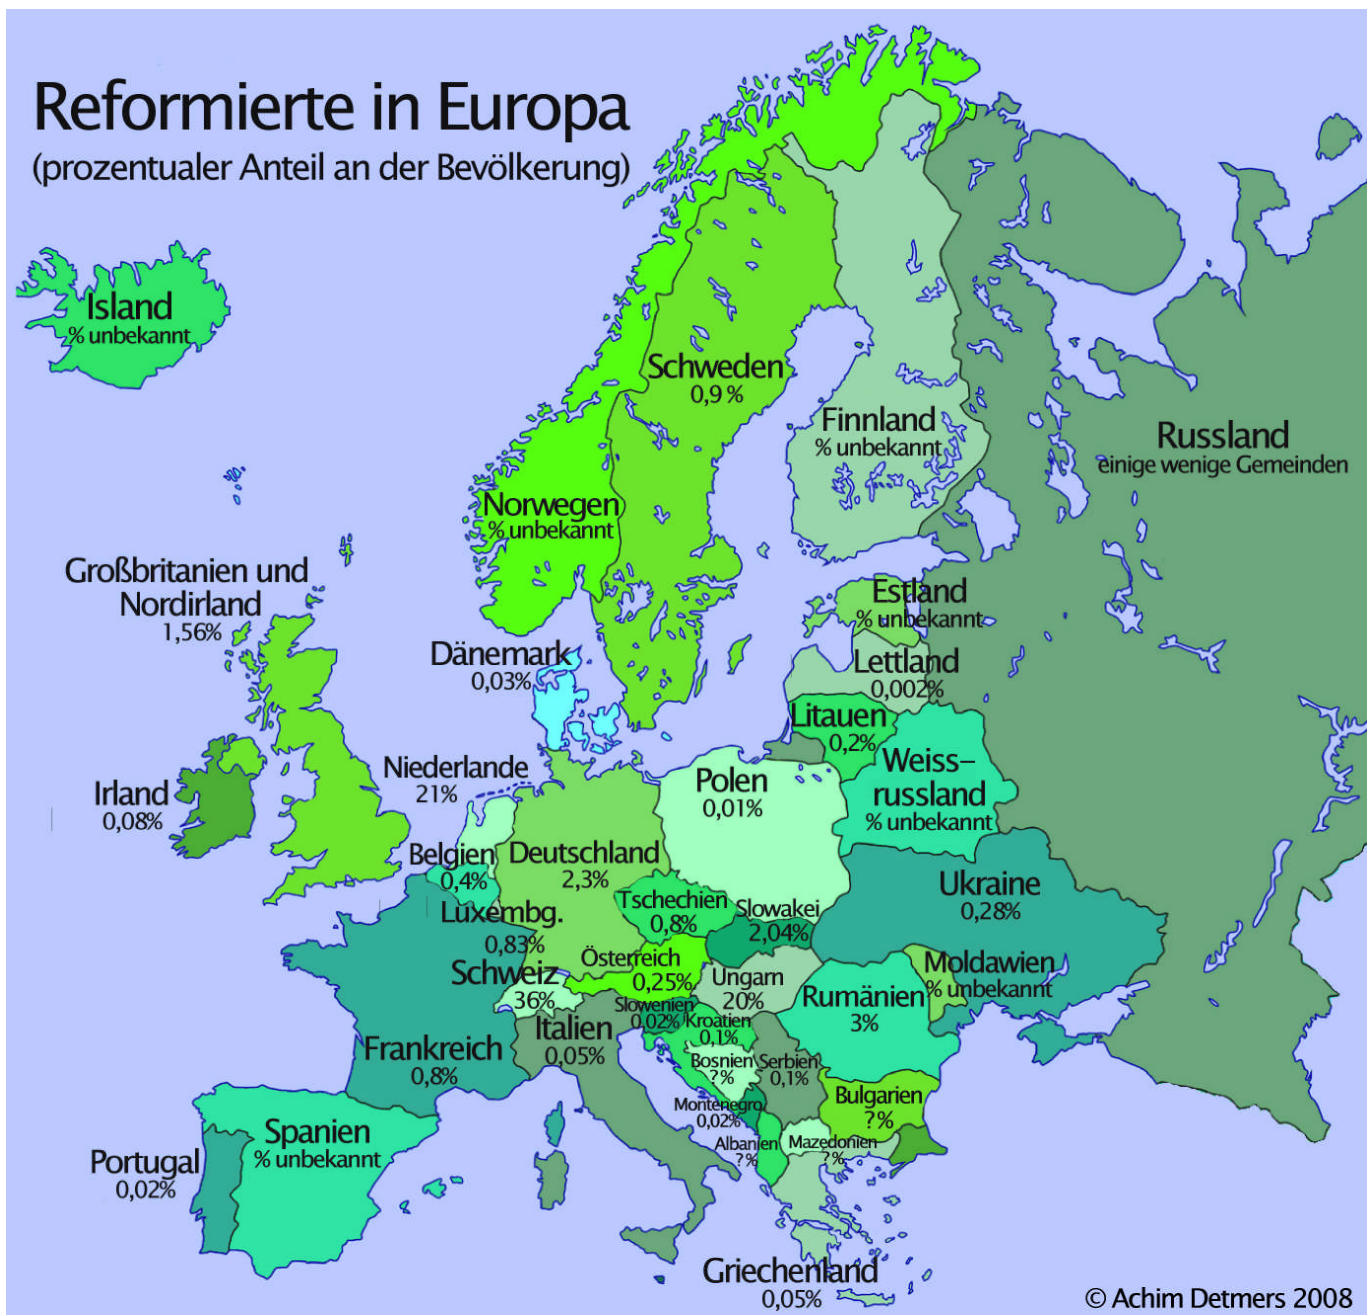 Reformierte in Europa
(prozentualer Anteil an der Bevölkerung)
Island
% unbekannt
Schweden
0,9 %
Finnland
% unbekannt
Russland
einige wenige Gemeinden
Norwegen
% unbekannt
Großbritanien und
Nordirland
1,56%
Estland
% unbekannt
Dänemark
0,03%
Lettland
0,002%
Litauen
0,2%
Weiss-
russland
% unbekannt
Niederlande
21%
Polen
0,01%
Irland
0,08%
Belgien
0,4%
Deutschland
2,3%
Ukraine
0,28%
Tschechien
0,8%
Slowakei
2,04%
Luxembg.
0,83%
Österreich
0,25%
Schweiz
36%
Ungarn
20%
Moldawien
% unbekannt
Rumänien
3%
Slowenien
0,02%
Kroatien
0,1%
Italien
0,05%
Frankreich
0,8%
Bosnien
?%
Serbien
0,1%
Bulgarien
?%
Montenegro
0,02%
Spanien
% unbekannt
Albanien
?%
Mazedonien
?%
Portugal
0,02%
Griechenland
0,05%
© Achim Detmers 2008